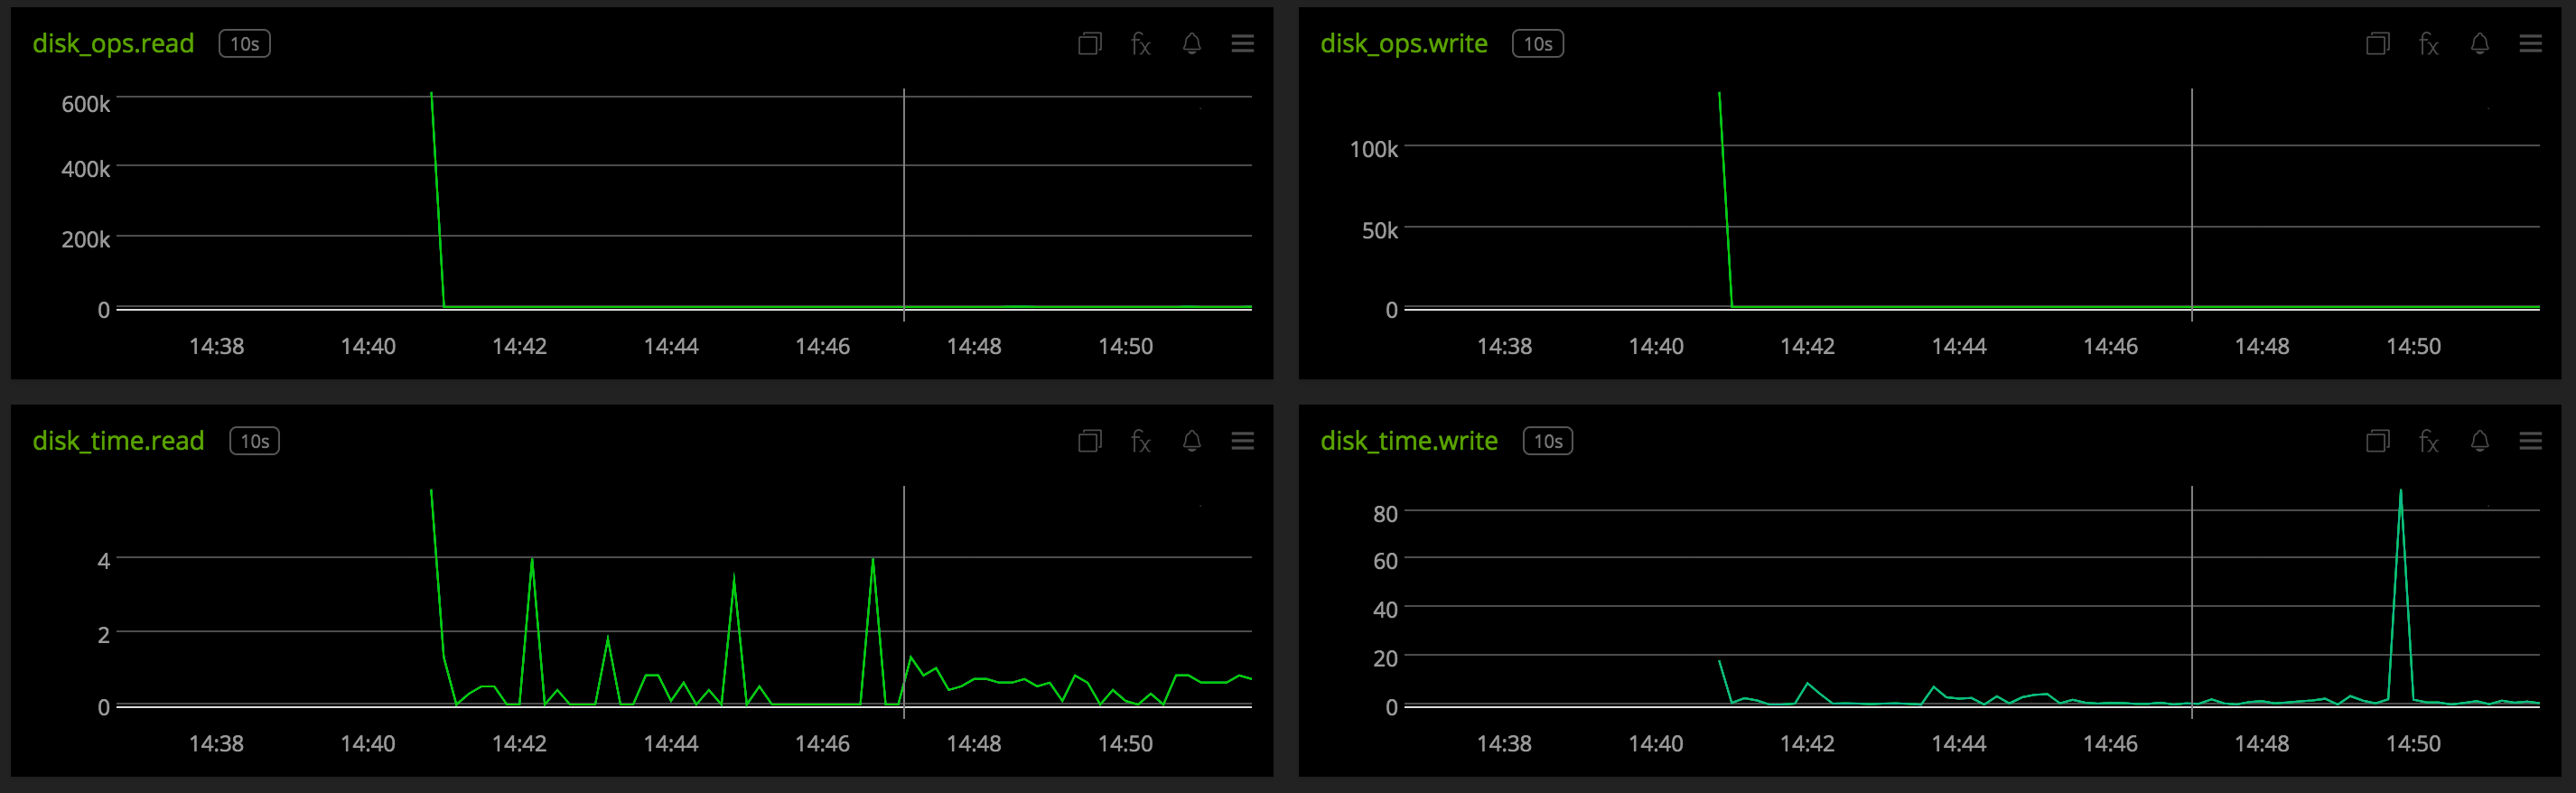 disk_ops.read 10s fx
600k
400k
200k
0
14:38 14:40 14:42 14:44 14:46 14:48 14:50
disk_ops.write 10s fx
100k
50k
0
14:38 14:40 14:42 14:44 14:46 14:48 14:50
disk_time.read 10s fx
4
2
0
14:38 14:40 14:42 14:44 14:46 14:48 14:50
disk_time.write 10s fx
80
60
40
20
0
14:38 14:40 14:42 14:44 14:46 14:48 14:50